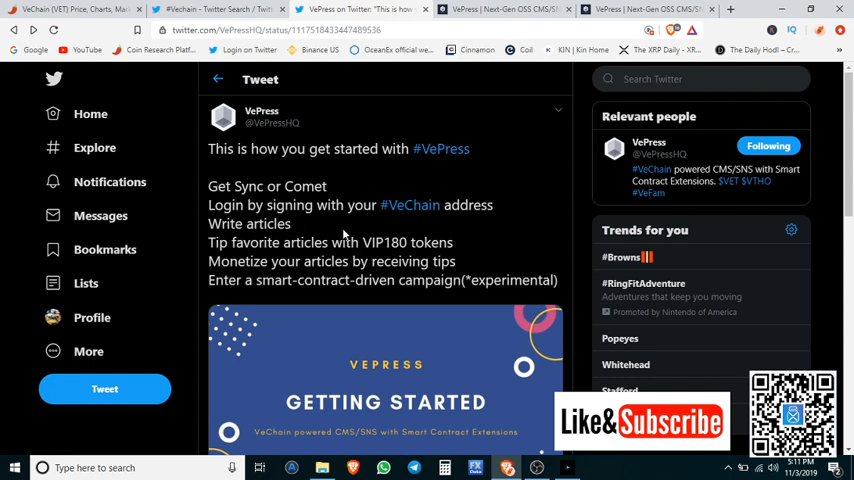 VeChain (VET) Price, Charts, Mark
#Vechain - Twitter Search / Twitt
VePress on Twitter: "This is how y
VePress | Next-Gen OSS CMS/SN
VePress | Next-Gen OSS CMS/SN
twitter.com/VePressHQ/status/1117518433447489536
Google
YouTube
Coin Research Platf...
Login on Twitter
Binance US
OceanEx official we...
Cinnamon
Coil
KIN | Kin Home
The XRP Daily - XR...
The Daily Hodl – Cr...
Home
Explore
Notifications
Messages
Bookmarks
Lists
Profile
More
Tweet
Tweet
VePress
@VePressHQ
This is how you get started with #VePress
Get Sync or Comet
Login by signing with your #VeChain address
Write articles
Tip favorite articles with VIP180 tokens
Monetize your articles by receiving tips
Enter a smart-contract-driven campaign(*experimental)
VEPRESS
GETTING STARTED
VeChain powered CMS/SNS with Smart Contract Extensions
Search Twitter
Relevant people
VePress
@VePressHQ
Following
#VeChain powered CMS/SNS with Smart
Contract Extensions. $VET $VTHO
#VeFam
Trends for you
#Browns
#RingFitAdventure
Adventures that keep you moving
Promoted by Nintendo of America
Popeyes
Whitehead
Stafford
Like&Subscribe
Type here to search
5:11 PM
11/3/2019
2